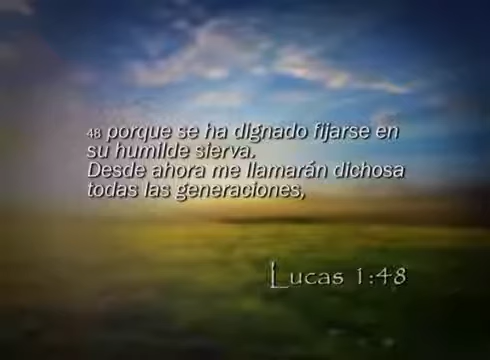 48 porque se ha dignado fijarse en
su humilde sierva.
Desde ahora me llamarán dichosa
todas las generaciones,
Lucas 1:48